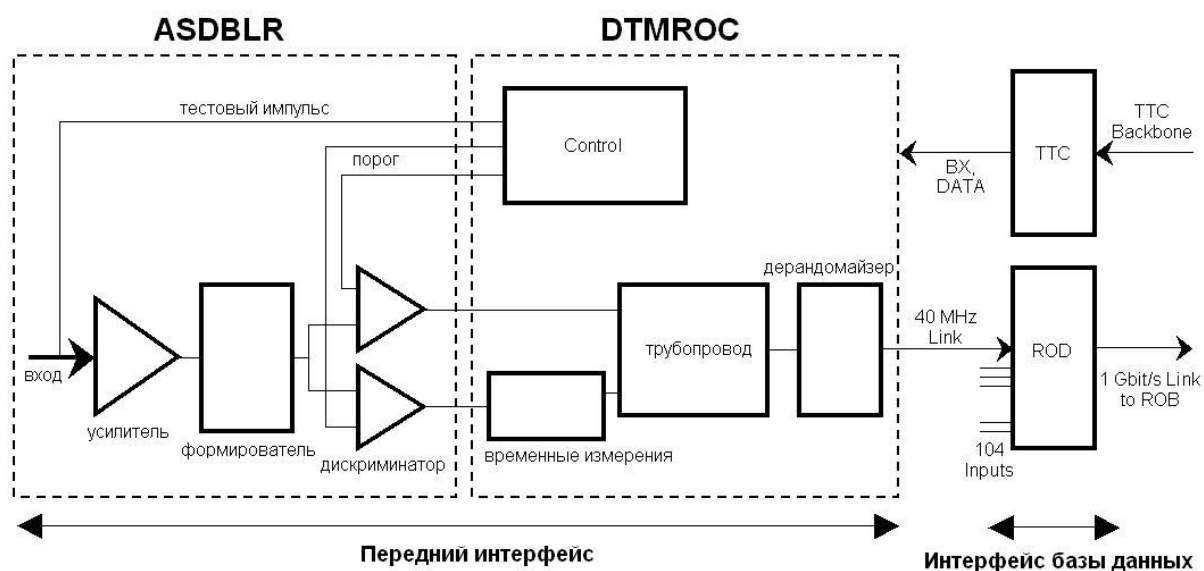 ASDBLR
DTMROC
тестовый импульс
порог
Control
TTC
TTC
Backbone
BX,
DATA
дерандомайзер
вход
усилитель
формирователь
дискриминатор
временные измерения
трубопровод
40 MHz
Link
ROD
1 Gbit/s Link
to ROB
104
Inputs
Передний интерфейс
Интерфейс базы данных